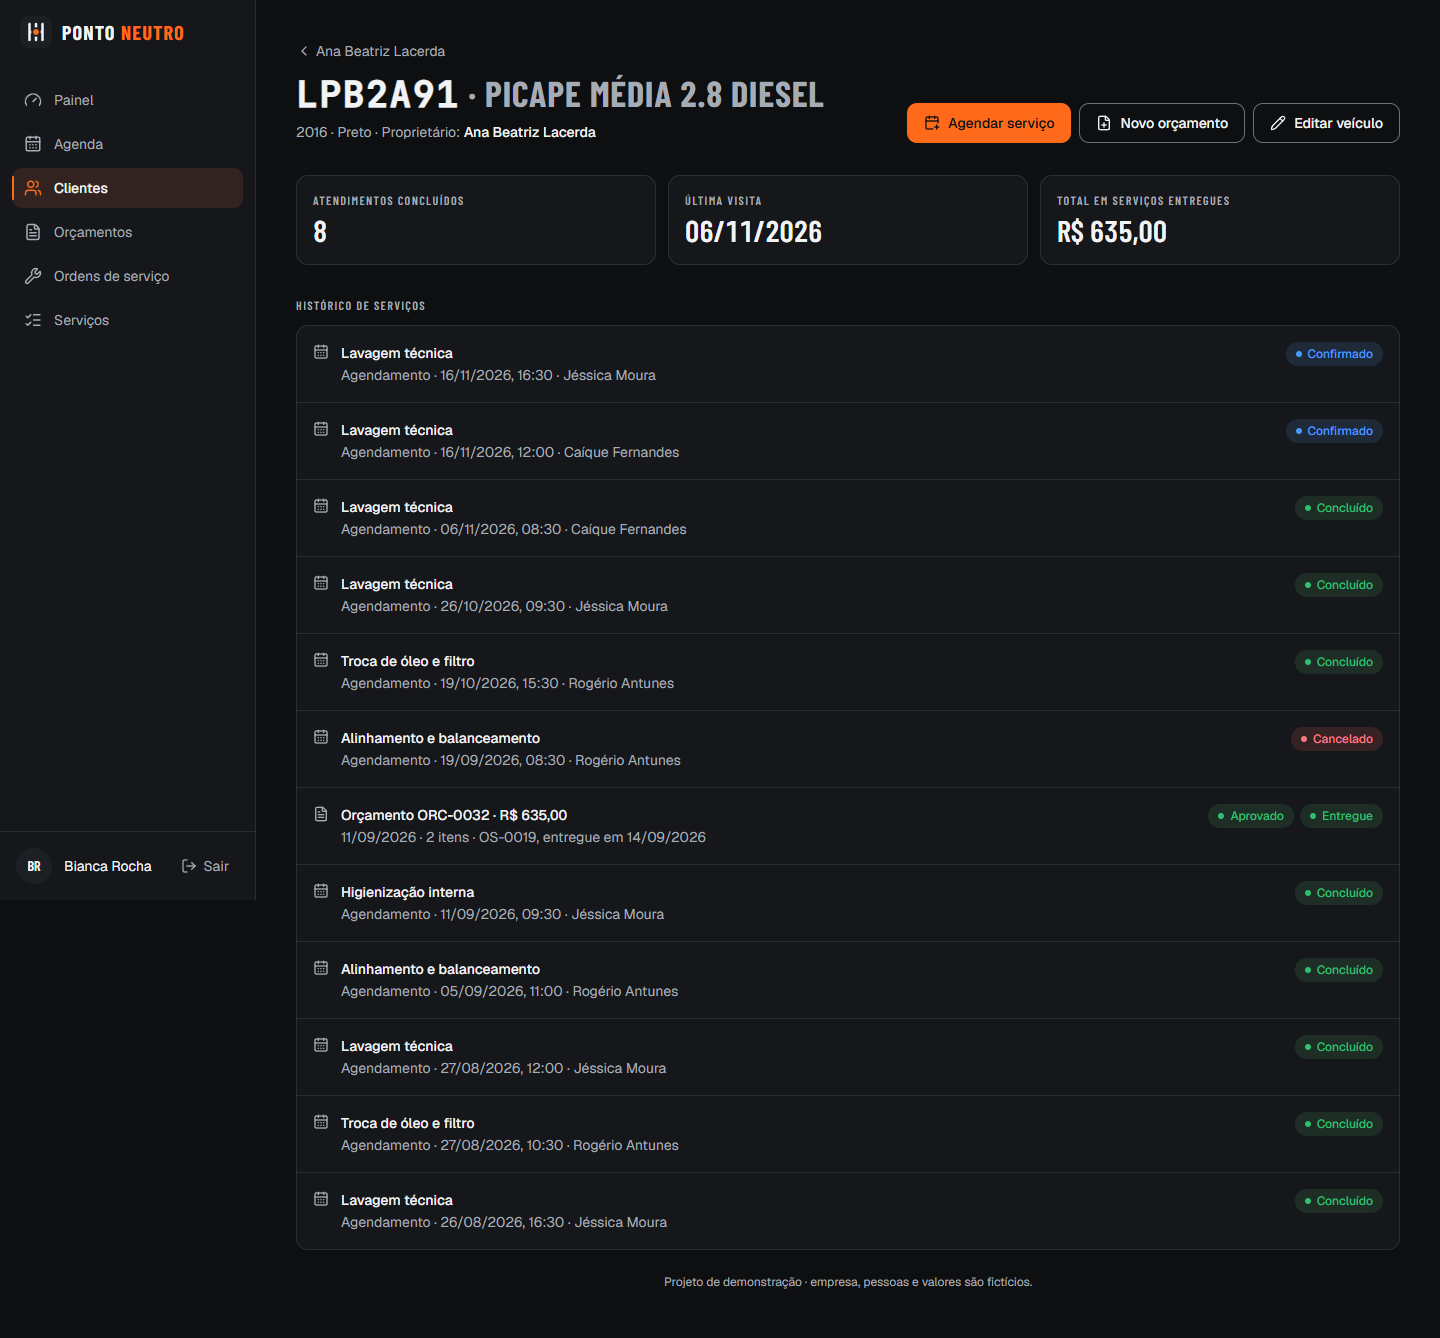 PONTO NEUTRO
Painel
Agenda
Clientes
Orçamentos
Ordens de serviço
Serviços
BR
Bianca Rocha
Sair
Ana Beatriz Lacerda
LPB2A91 · PICAPE MÉDIA 2.8 DIESEL
2016 · Preto · Proprietário: Ana Beatriz Lacerda
Agendar serviço
Novo orçamento
Editar veículo
ATENDIMENTOS CONCLUÍDOS
8
ÚLTIMA VISITA
06/11/2026
TOTAL EM SERVIÇOS ENTREGUES
R$ 635,00
HISTÓRICO DE SERVIÇOS
Lavagem técnica
Confirmado
Agendamento · 16/11/2026, 16:30 · Jéssica Moura
Lavagem técnica
Confirmado
Agendamento · 16/11/2026, 12:00 · Caíque Fernandes
Lavagem técnica
Concluído
Agendamento · 06/11/2026, 08:30 · Caíque Fernandes
Lavagem técnica
Concluído
Agendamento · 26/10/2026, 09:30 · Jéssica Moura
Troca de óleo e filtro
Concluído
Agendamento · 19/10/2026, 15:30 · Rogério Antunes
Alinhamento e balanceamento
Cancelado
Agendamento · 19/09/2026, 08:30 · Rogério Antunes
Orçamento ORC-0032 · R$ 635,00
Aprovado
Entregue
11/09/2026 · 2 itens · OS-0019, entregue em 14/09/2026
Higienização interna
Concluído
Agendamento · 11/09/2026, 09:30 · Jéssica Moura
Alinhamento e balanceamento
Concluído
Agendamento · 05/09/2026, 11:00 · Rogério Antunes
Lavagem técnica
Concluído
Agendamento · 27/08/2026, 12:00 · Jéssica Moura
Troca de óleo e filtro
Concluído
Agendamento · 27/08/2026, 10:30 · Rogério Antunes
Lavagem técnica
Concluído
Agendamento · 26/08/2026, 16:30 · Jéssica Moura
Projeto de demonstração · empresa, pessoas e valores são fictícios.